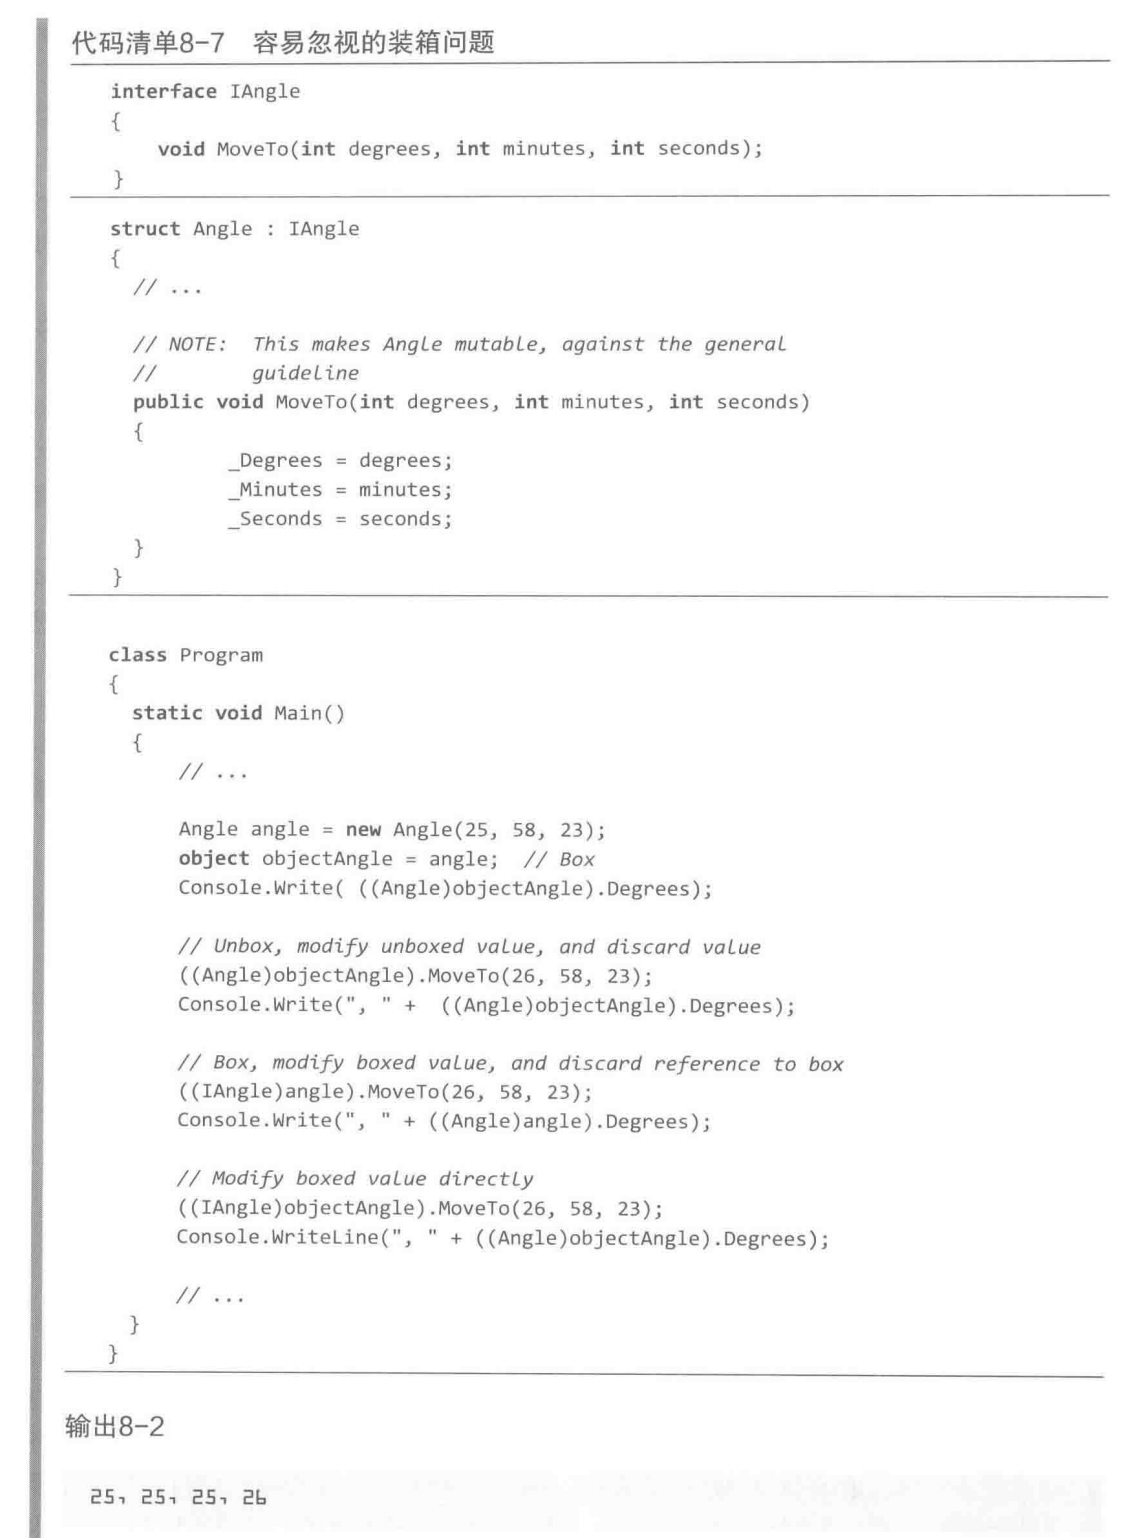 代码清单8-7 容易忽视的装箱问题
interface IAngle
{
    void MoveTo(int degrees, int minutes, int seconds);
}
struct Angle : IAngle
{
  // ...
  // NOTE:  This makes Angle mutable, against the general
  //        guideline
  public void MoveTo(int degrees, int minutes, int seconds)
  {
          _Degrees = degrees;
          _Minutes = minutes;
          _Seconds = seconds;
  }
}
class Program
{
  static void Main()
  {
      // ...
      Angle angle = new Angle(25, 58, 23);
      object objectAngle = angle;  // Box
      Console.Write( ((Angle)objectAngle).Degrees);
      // Unbox, modify unboxed value, and discard value
      ((Angle)objectAngle).MoveTo(26, 58, 23);
      Console.Write(", " +  ((Angle)objectAngle).Degrees);
      // Box, modify boxed value, and discard reference to box
      ((IAngle)angle).MoveTo(26, 58, 23);
      Console.Write(", " + ((Angle)angle).Degrees);
      // Modify boxed value directly
      ((IAngle)objectAngle).MoveTo(26, 58, 23);
      Console.WriteLine(", " + ((Angle)objectAngle).Degrees);
      // ...
  }
}
输出8-2
25, 25, 25, 26